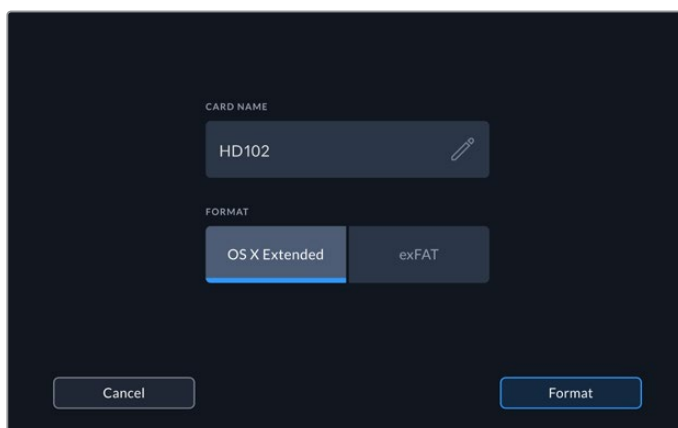 CARD NAME
HD102
FORMAT
OS X Extended exFAT
Cancel Format